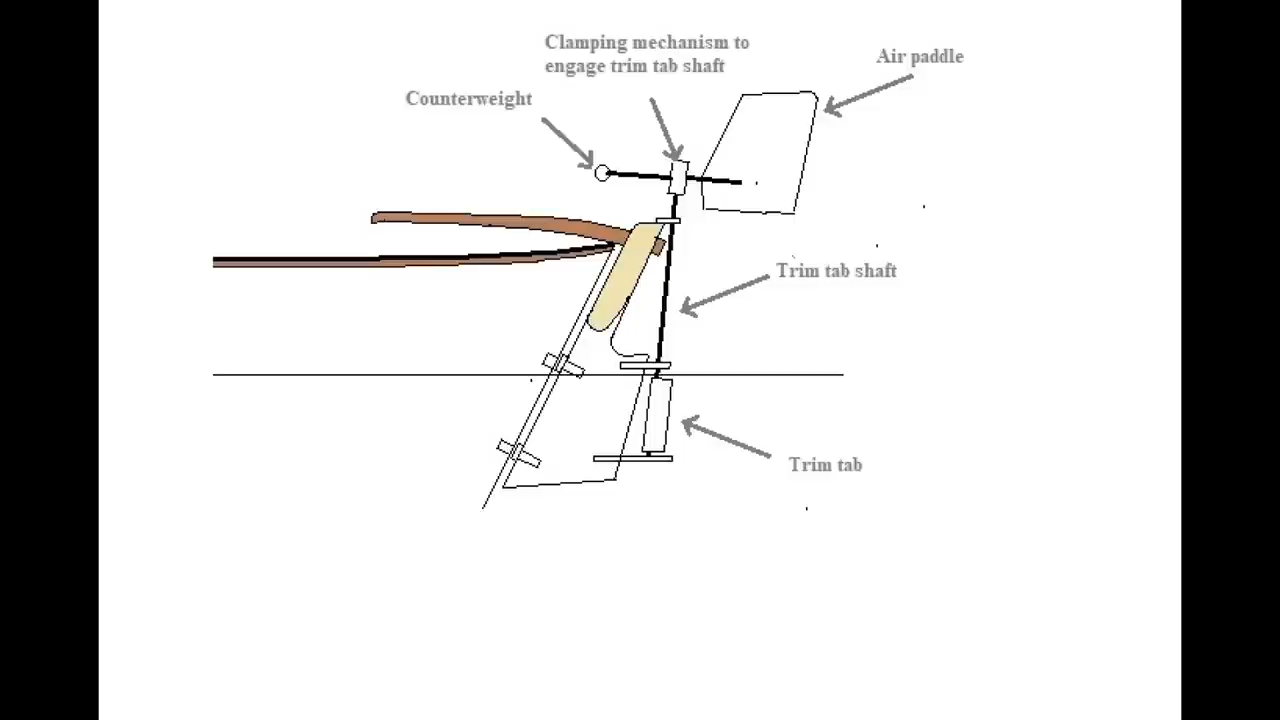 Clamping mechanism to
engage trim tab shaft
Air paddle
Counterweight
Trim tab shaft
Trim tab